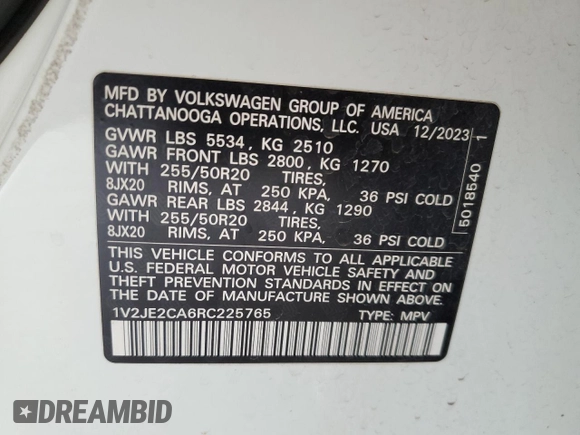 MFD BY VOLKSWAGEN GROUP OF AMERICA
CHATTANOOGA OPERATIONS, LLC. USA 12/2023
GVWR LBS 5534 , KG 2510
GAWR FRONT LBS 2800 , KG 1270
WITH 255/50R20 TIRES,
8JX20 RIMS, AT 250 KPA, 36 PSI COLD
GAWR REAR LBS 2844 , KG 1290
WITH 255/50R20 TIRES,
8JX20 RIMS, AT 250 KPA, 36 PSI COLD
THIS VEHICLE CONFORMS TO ALL APPLICABLE
U.S. FEDERAL MOTOR VEHICLE SAFETY AND
THEFT PREVENTION STANDARDS IN EFFECT ON
THE DATE OF MANUFACTURE SHOWN ABOVE.
1V2JE2CA6RC225765 TYPE: MPV
5018540 1
DREAMBID